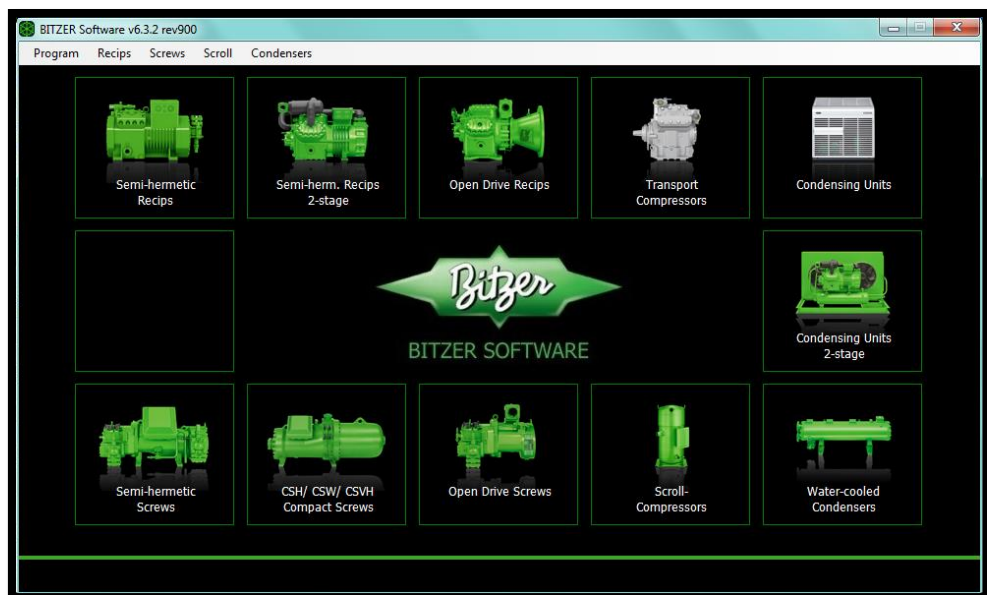 BITZER Software v6.3.2 rev900
Program Recips Screws Scroll Condensers
Semi-hermetic
Recips
Semi-herm. Recips
2-stage
Open Drive Recips
Transport
Compressors
Condensing Units
Bitzer
BITZER SOFTWARE
Condensing Units
2-stage
Semi-hermetic
Screws
CSH/ CSW/ CSVH
Compact Screws
Open Drive Screws
Scroll-
Compressors
Water-cooled
Condensers